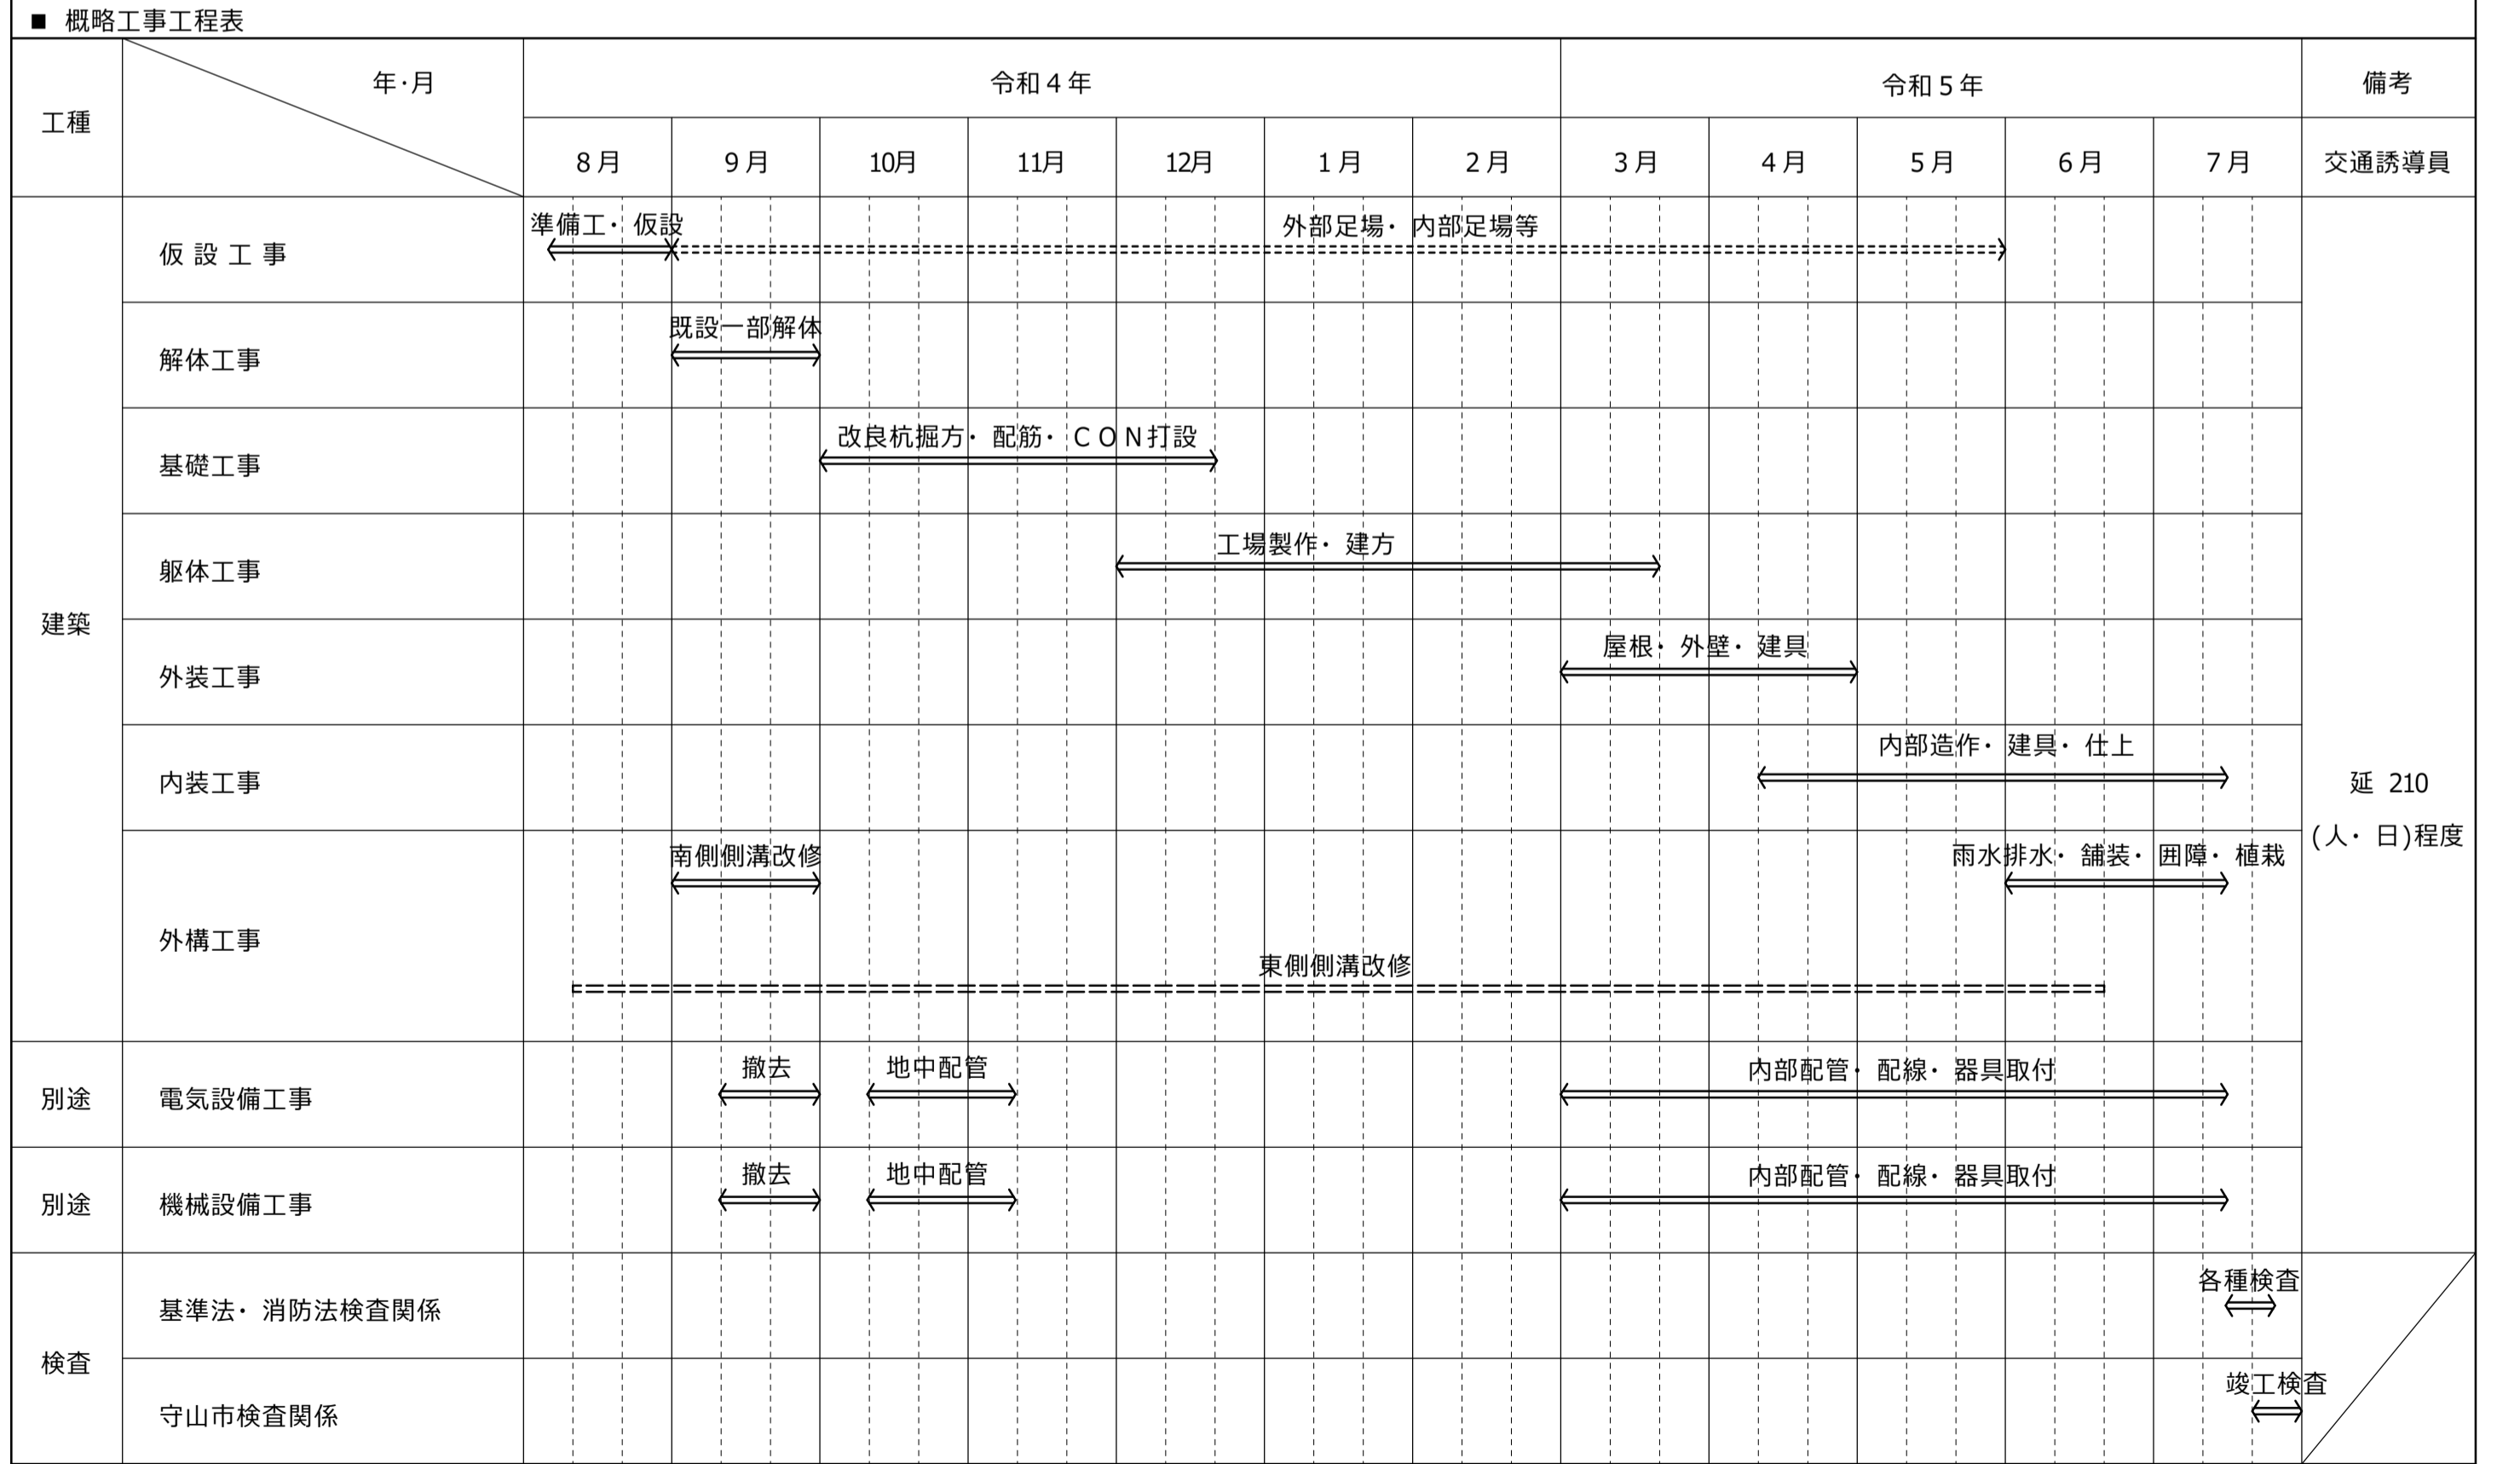 ■ 概略工事工程表
工種
年・月
令和４年
令和５年
備考
８月
９月
10月
11月
12月
１月
２月
３月
４月
５月
６月
７月
交通誘導員
建築
仮設工事
準備工・仮設
外部足場・内部足場等
解体工事
既設一部解体
基礎工事
改良杭掘方・配筋・ＣＯＮ打設
躯体工事
工場製作・建方
外装工事
屋根・外壁・建具
内装工事
内部造作・建具・仕上
外構工事
南側側溝改修
雨水排水・舗装・囲障・植栽
東側側溝改修
延 210
(人・日)程度
別途
電気設備工事
撤去
地中配管
内部配管・配線・器具取付
別途
機械設備工事
撤去
地中配管
内部配管・配線・器具取付
検査
基準法・消防法検査関係
各種検査
守山市検査関係
竣工検査